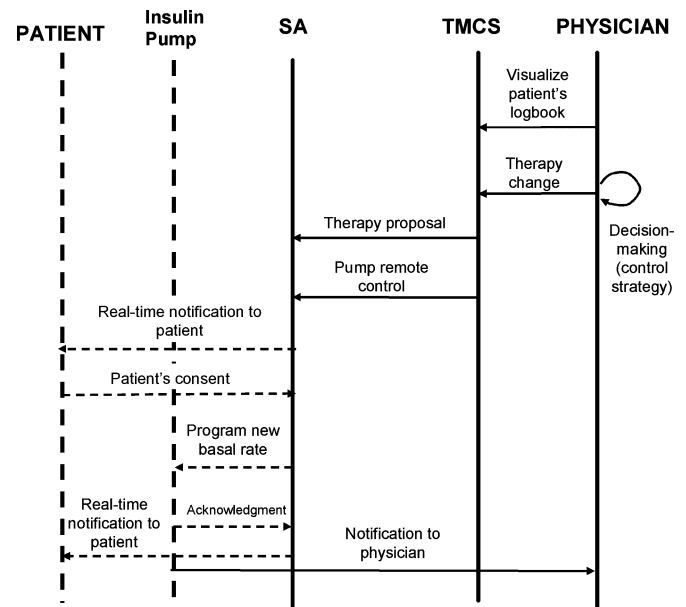 PATIENT
Insulin
Pump
SA
TMCS
PHYSICIAN
Visualize
patient's
logbook
Therapy
change
Decision-
making
(control
strategy)
Therapy proposal
Pump remote
control
Real-time notification to
patient
Patient's consent
Program new
basal rate
Real-time
notification to
patient
Acknowledgment
Notification to
physician